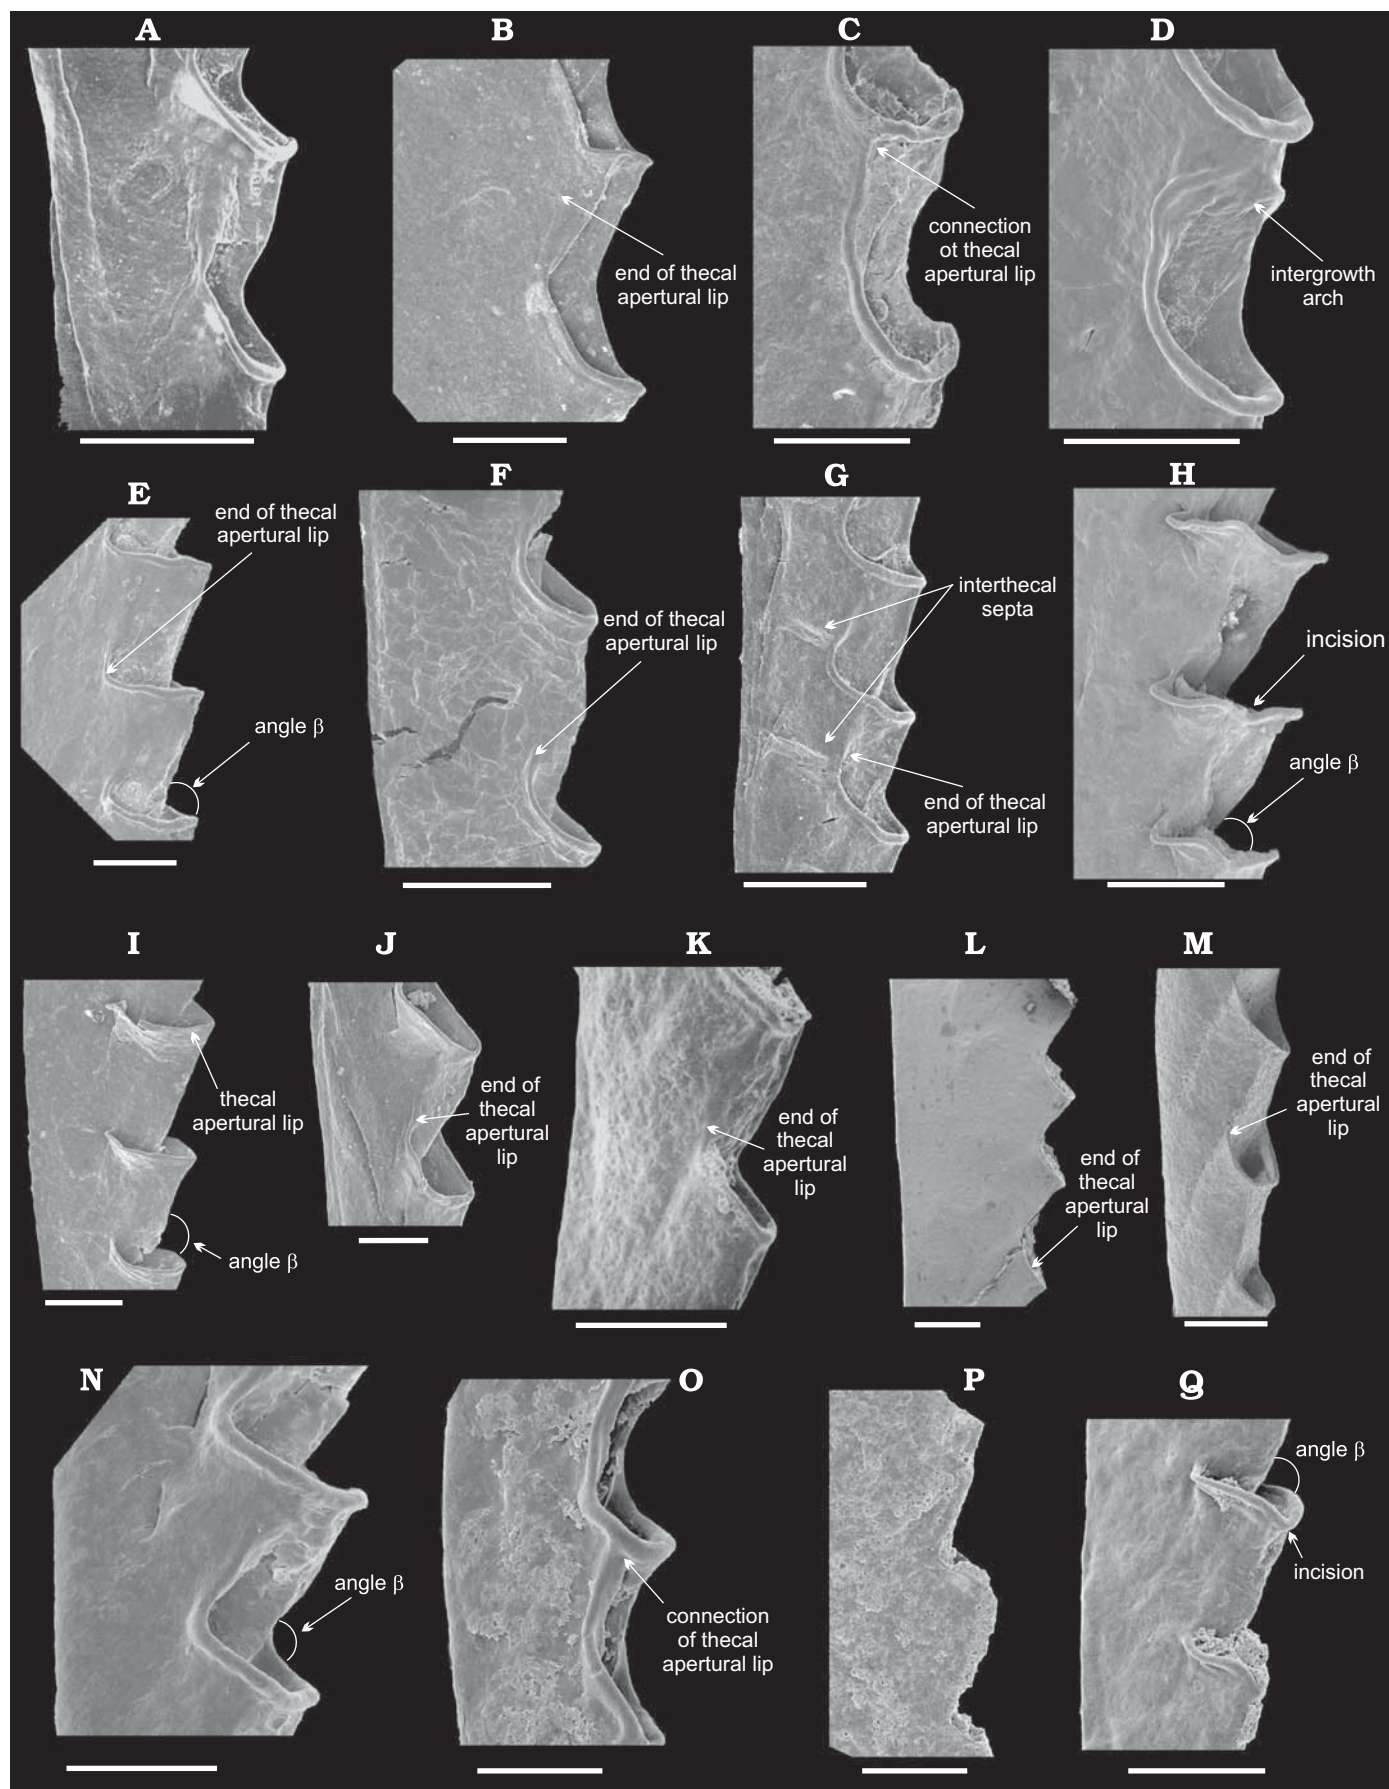 A
B
C
D
end of thecal
apertural lip
connection
ot thecal
apertural lip
intergrowth
arch
E
F
G
H
end of thecal
apertural lip
angle β
end of thecal
apertural lip
interthecal
septa
end of thecal
apertural lip
incision
angle β
I
J
K
L
M
thecal
apertural lip
angle β
end of
thecal
apertural
lip
end of
thecal
apertural
lip
end of
thecal
apertural
lip
end of
thecal
apertural
lip
N
O
P
Q
angle β
connection
of thecal
apertural lip
angle β
incision